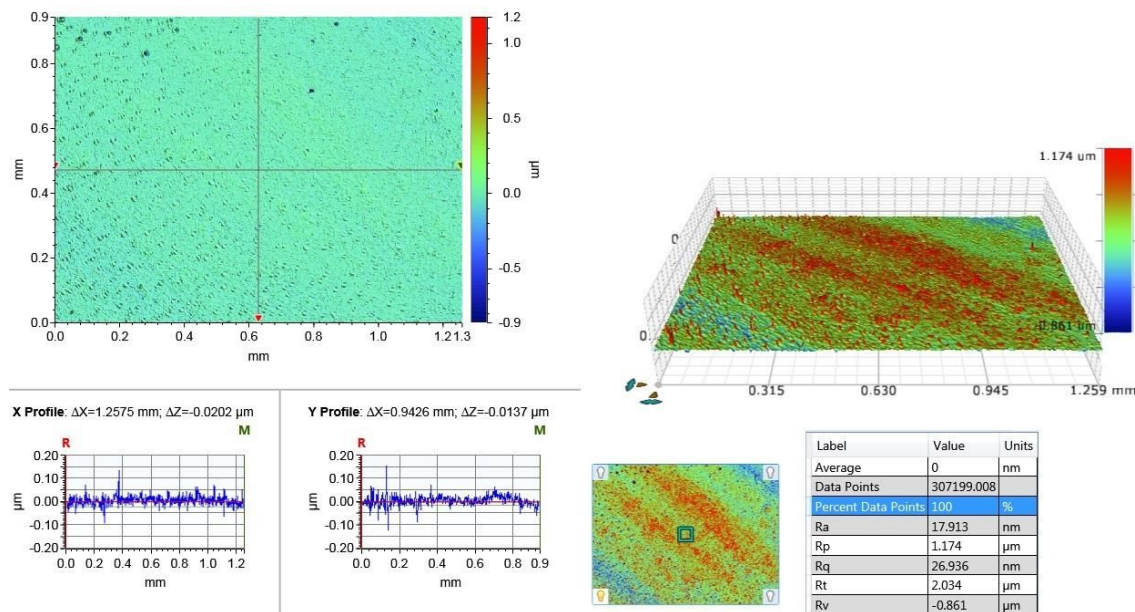 0.9
0.8
0.6
0.4
0.2
0.0
mm
0.0 0.2 0.4 0.6 0.8 1.0 1.21.3
mm
1.2
1.0
0.5
0.0
-0.5
-0.9
µm
X Profile: ΔX=1.2575 mm; ΔZ=-0.0202 µm
M
R
0.20
0.10
0.00
-0.10
-0.20
µm
0.0 0.2 0.4 0.6 0.8 1.0 1.2
mm
Y Profile: ΔX=0.9426 mm; ΔZ=-0.0137 µm
M
R
0.20
0.10
0.00
-0.10
-0.20
µm
0.0 0.2 0.4 0.6 0.9
mm
1.174 um
-0.861 um
0
0.
0.315 0.630 0.945 1.259 mm
Label Value Units
Average 0 nm
Data Points 307199.008
Percent Data Points 100 %
Ra 17.913 nm
Rp 1.174 µm
Rq 26.936 nm
Rt 2.034 µm
Rv -0.861 µm